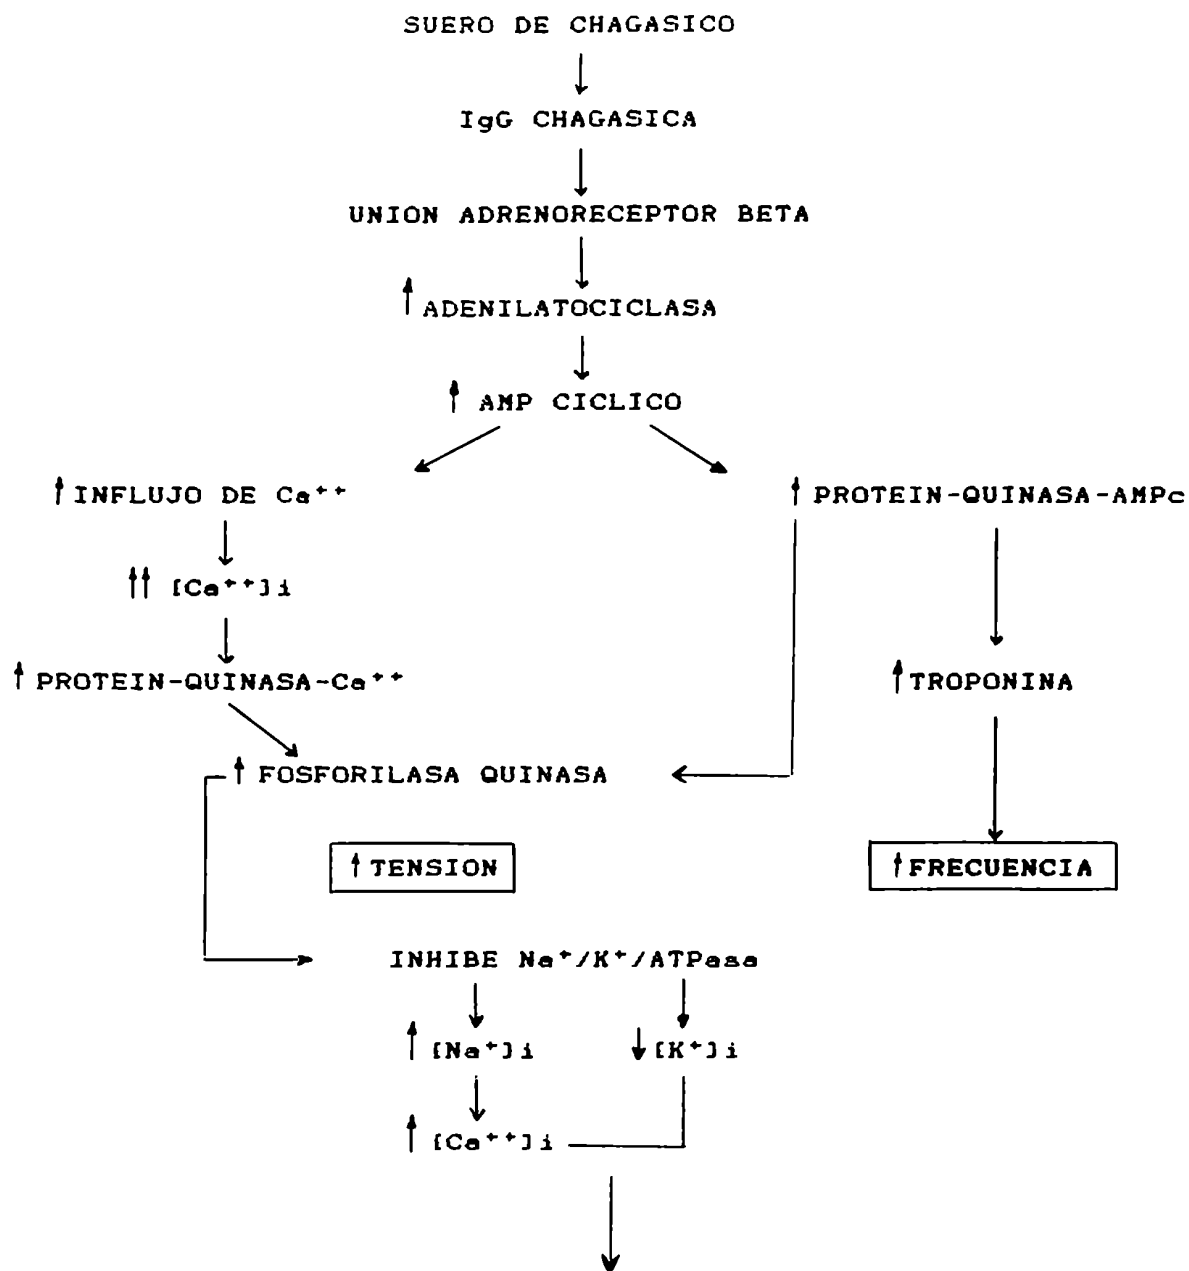 SUERO DE CHAGASICO
IgG CHAGASICA
UNION ADRENORECEPTOR BETA
↑ ADENILATOCICLASA
↑ AMP CICLICO
↑ INFLUJO DE Ca⁺⁺
↑ PROTEIN-QUINASA-AMPc
↑↑ [Ca⁺⁺]i
↑ PROTEIN-QUINASA-Ca⁺⁺
↑ TROPONINA
↑ FOSFORILASA QUINASA
↑ TENSION
↑ FRECUENCIA
INHIBE Na⁺/K⁺/ATPasa
↑ [Na⁺]i
↓ [K⁺]i
↑ [Ca⁺⁺]i